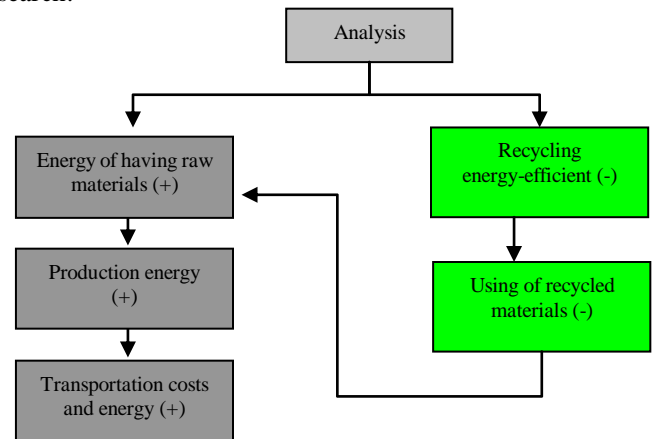 search.
Analysis
Energy of having raw
materials (+)
Production energy
(+)
Transportation costs
and energy (+)
Recycling
energy-efficient (-)
Using of recycled
materials (-)